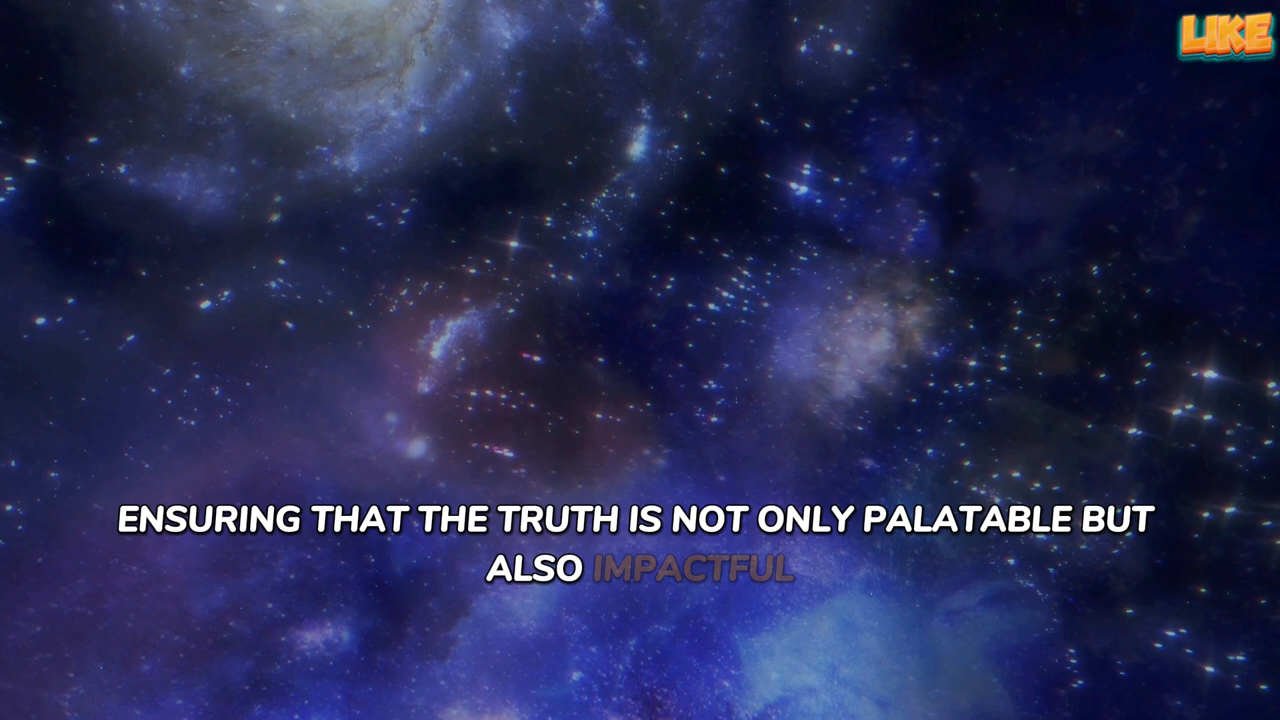 LIKE
ENSURING THAT THE TRUTH IS NOT ONLY PALATABLE BUT
ALSO IMPACTFUL